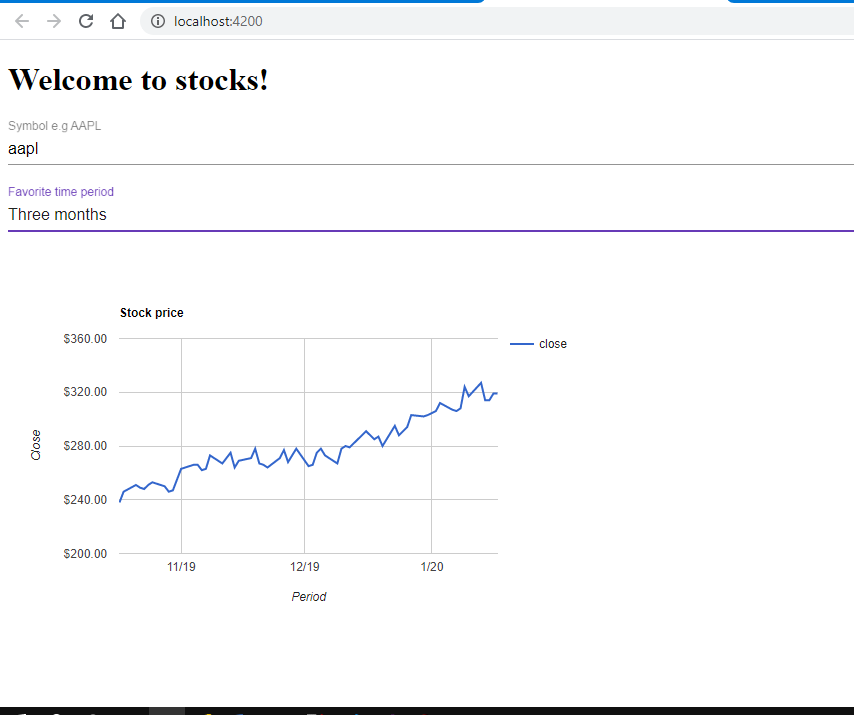 localhost:4200
Welcome to stocks!
Symbol e.g AAPL
aapl
Favorite time period
Three months
Stock price
$360.00
$320.00
$280.00
$240.00
$200.00
Close
close
11/19
12/19
1/20
Period